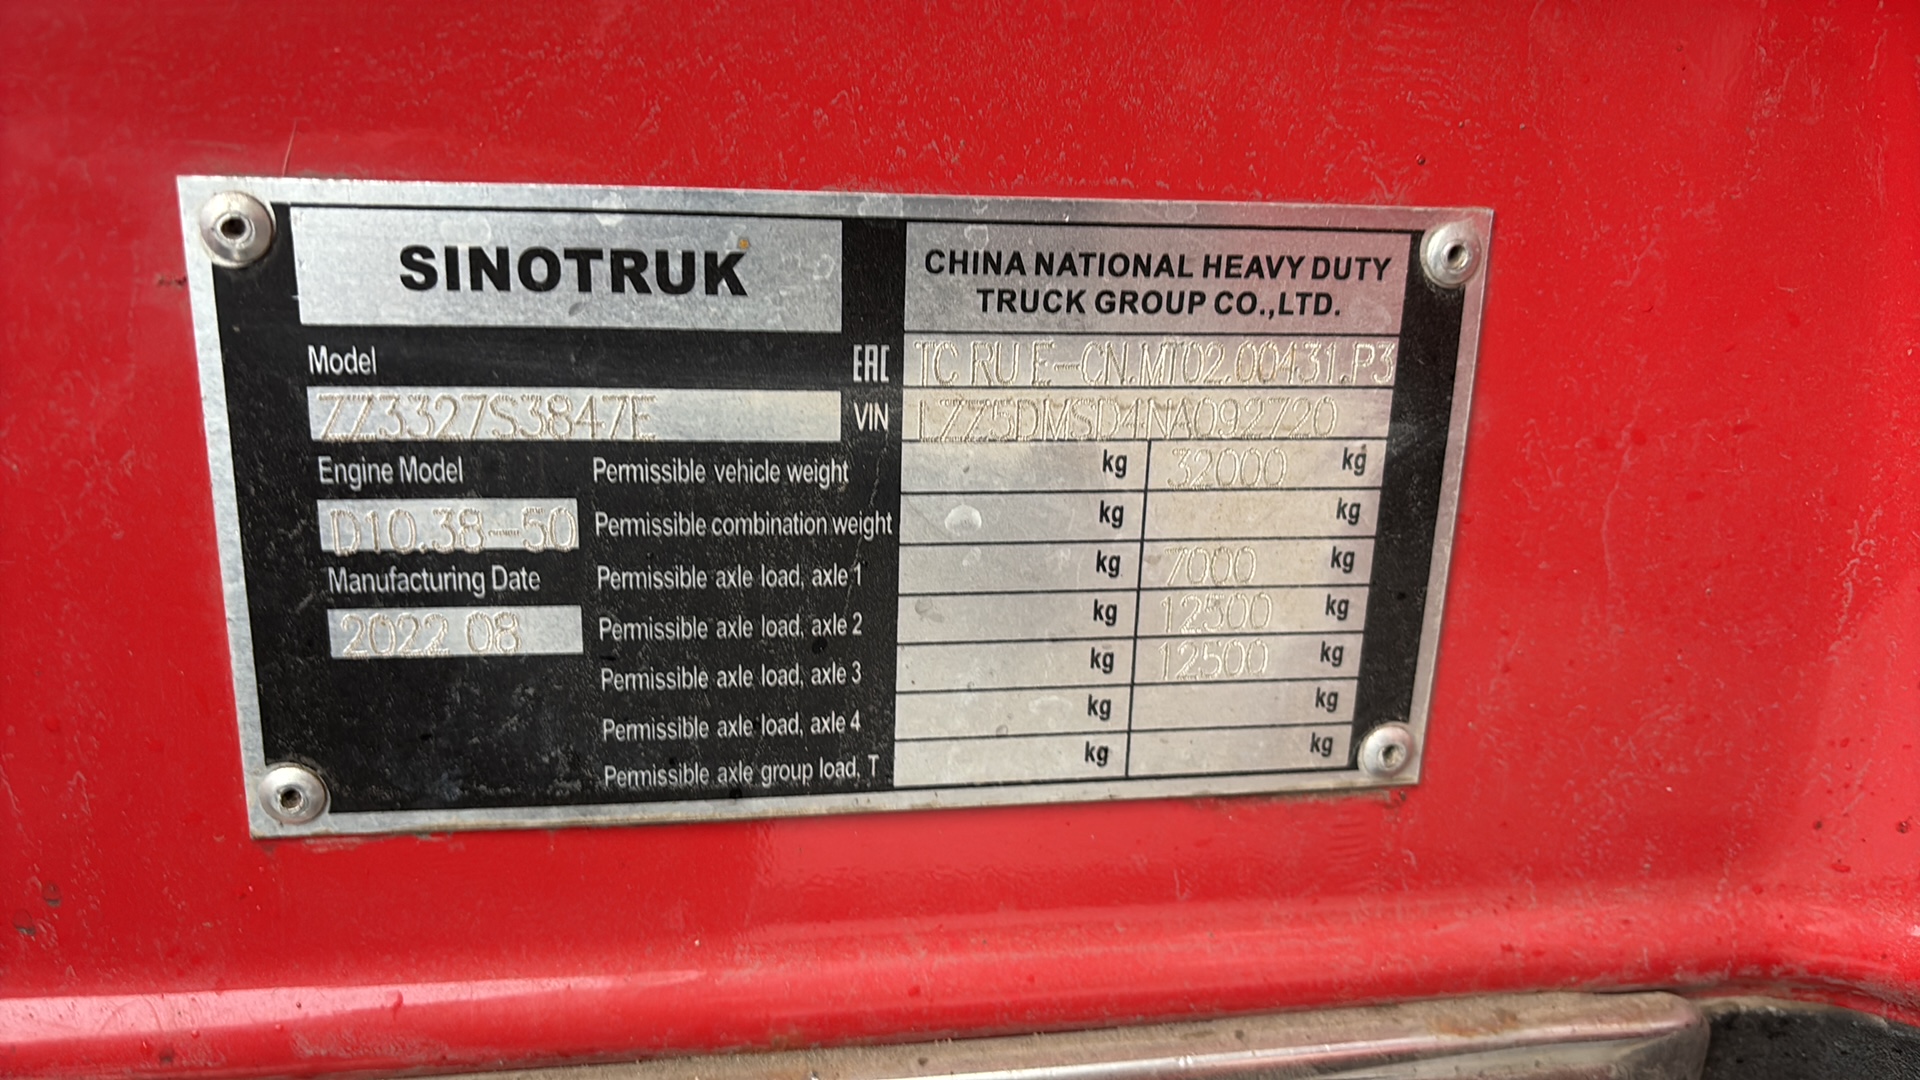 SINOTRUK
CHINA NATIONAL HEAVY DUTY
TRUCK GROUP CO.,LTD.
Model
EAC TC RU E-CN.MT02.00431.P3
ZZ3327S3847E
VIN LZZ5DMSD4NA092720
Engine Model
Permissible vehicle weight kg 32000 kg
D10.38-50
Permissible combination weight kg kg
Manufacturing Date
Permissible axle load, axle 1 kg 7000 kg
2022 08
Permissible axle load, axle 2 kg 12500 kg
Permissible axle load, axle 3 kg 12500 kg
Permissible axle load, axle 4 kg kg
Permissible axle group load, T kg kg